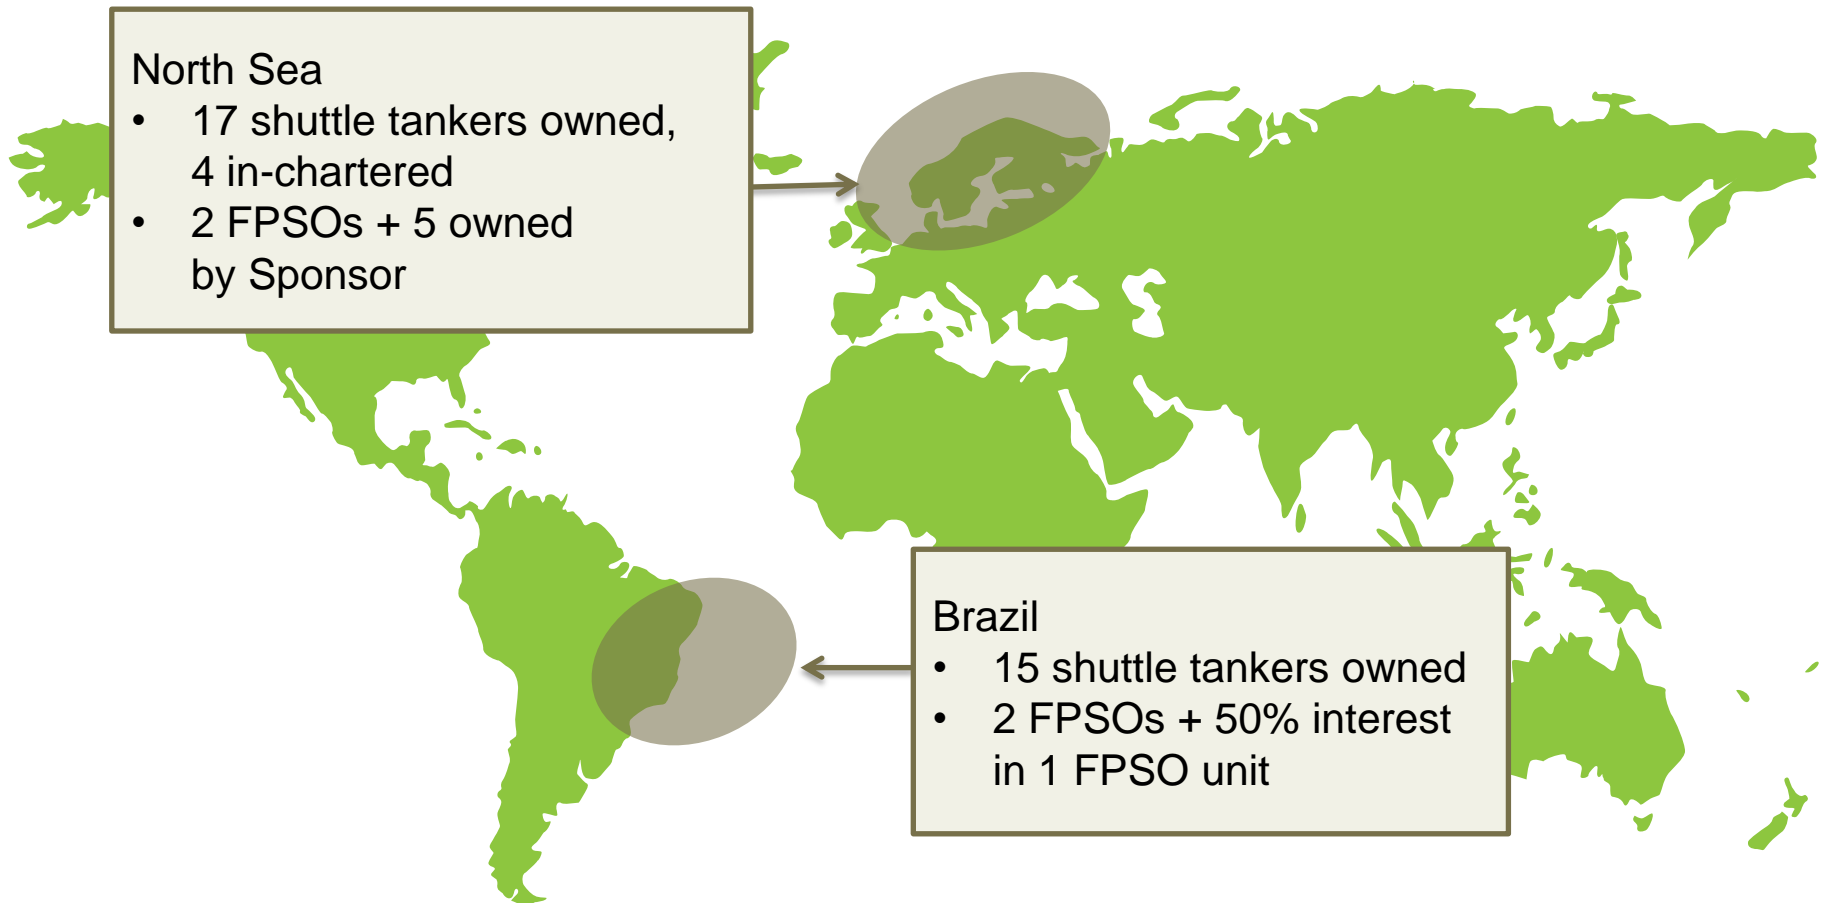 North Sea
• 17 shuttle tankers owned,
4 in-chartered
• 2 FPSOs + 5 owned
by Sponsor
Brazil
• 15 shuttle tankers owned
• 2 FPSOs + 50% interest
in 1 FPSO unit